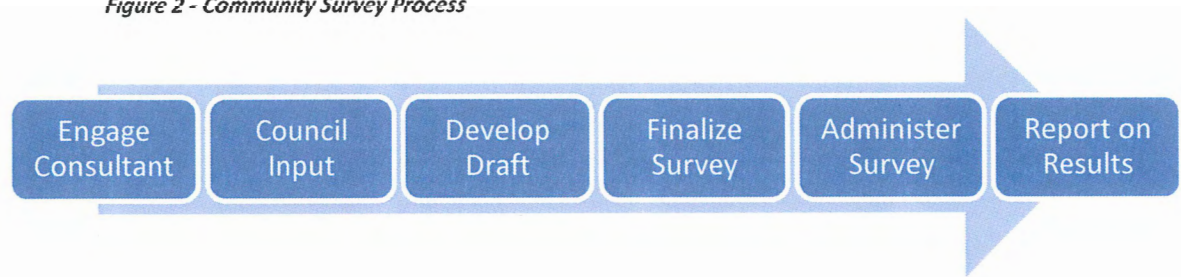 Figure 2 - Community Survey Process
Engage
Consultant
Council
Input
Develop
Draft
Finalize
Survey
Administer
Survey
Report on
Results